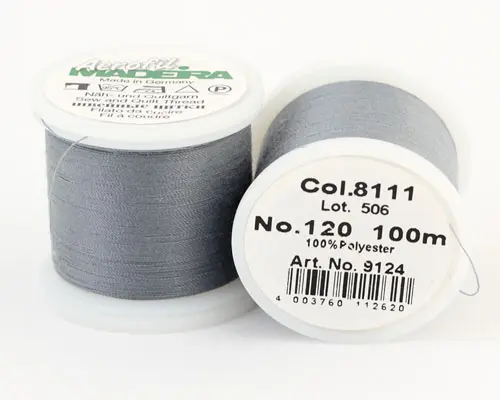 Aerofil
MADEIRA
Made in Germany
Näh- und Quiltgarn
Sew and Quilt Thread
Filato da cucire
Fil à coudre
Col.8111
Lot. 506
No.120 100m
100% Polyester
Art. No. 9124
4 003760 112620